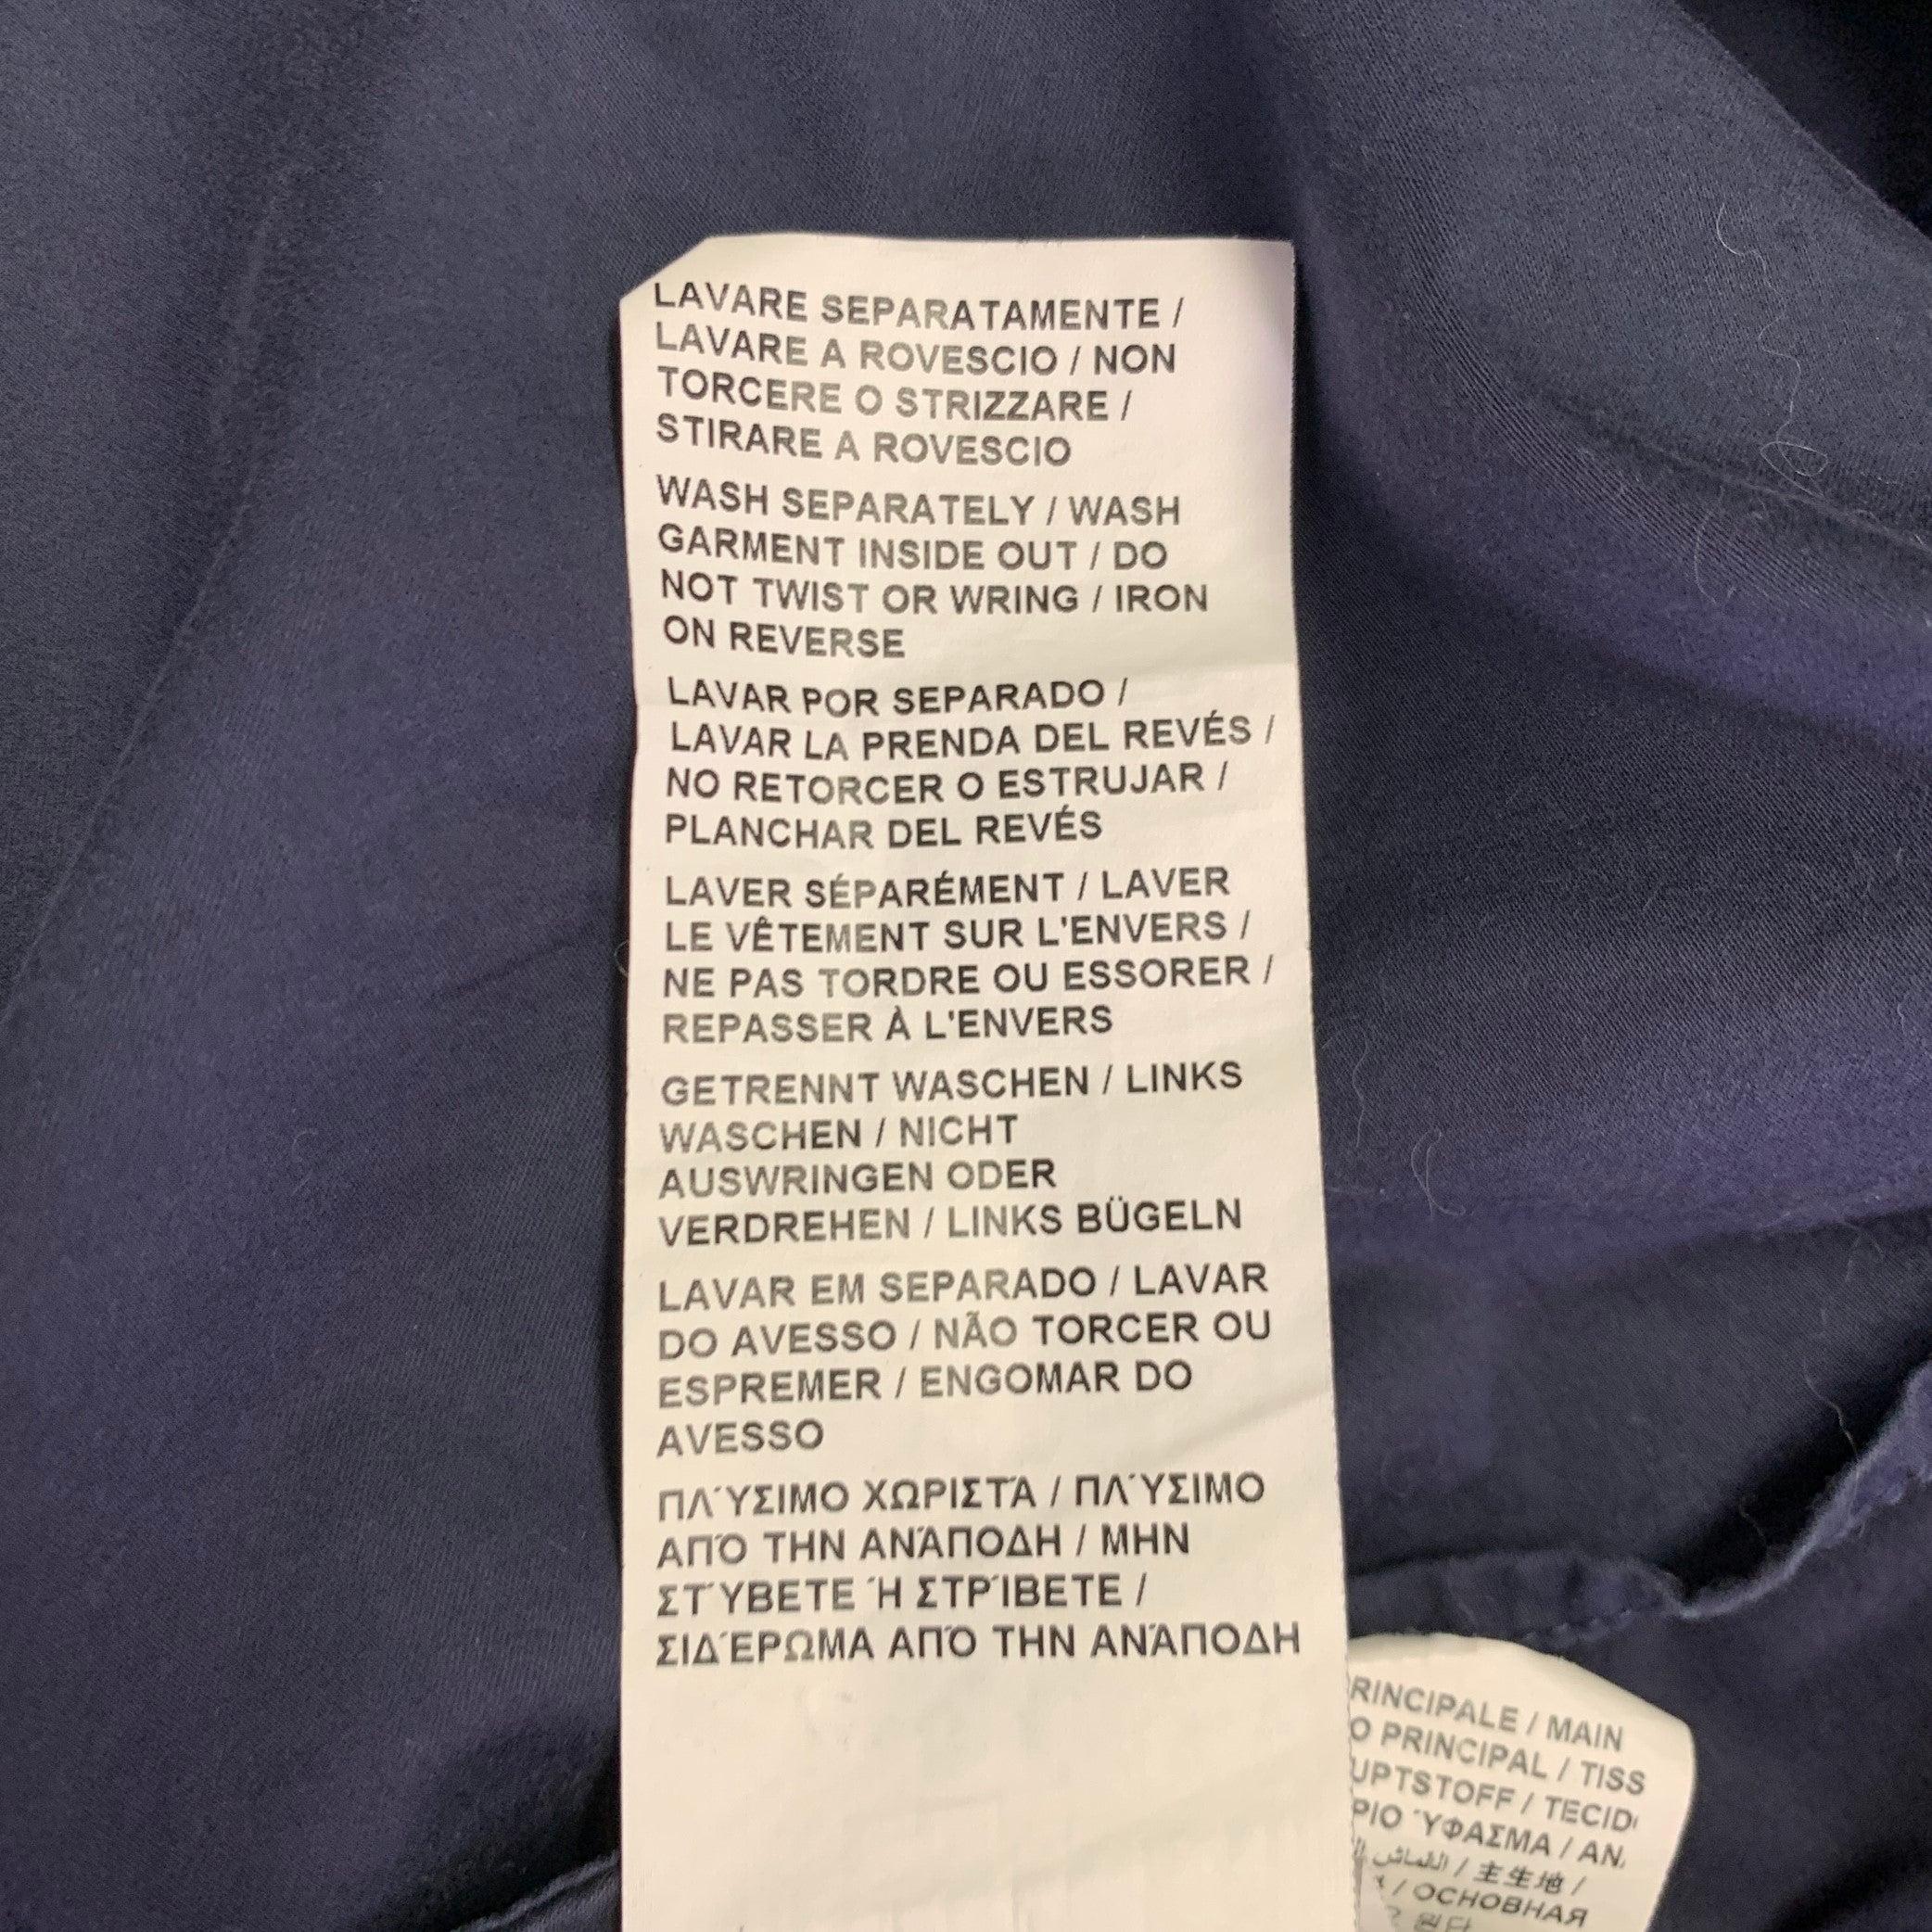 LAVARE SEPARATAMENTE /
LAVARE A ROVESCIO / NON
TORCERE O STRIZZARE /
STIRARE A ROVESCIO
WASH SEPARATELY / WASH
GARMENT INSIDE OUT / DO
NOT TWIST OR WRING / IRON
ON REVERSE
LAVAR POR SEPARADO /
LAVAR LA PRENDA DEL REVÉS /
NO RETORCER O ESTRUJAR /
PLANCHAR DEL REVÉS
LAVER SÉPARÉMENT / LAVER
LE VÊTEMENT SUR L'ENVERS /
NE PAS TORDRE OU ESSORER /
REPASSER À L'ENVERS
GETRENNT WASCHEN / LINKS
WASCHEN / NICHT
AUSWRINGEN ODER
VERDREHEN / LINKS BÜGELN
LAVAR EM SEPARADO / LAVAR
DO AVESSO / NÃO TORCER OU
ESPREMER / ENGOMAR DO
AVESSO
ΠΛΎΣΙΜΟ ΧΩΡΙΣΤΆ / ΠΛΎΣΙΜΟ
ΑΠΌ ΤΗΝ ΑΝΆΠΟΔΗ / ΜΗΝ
ΣΤΎΒΕΤΕ Ή ΣΤΡΊΒΕΤΕ /
ΣΙΔΈΡΩΜΑ ΑΠΌ ΤΗΝ ΑΝΆΠΟΔΗ
RINCIPALE / MAIN
O PRINCIPAL / TISS
UPTSTOFF / TECID
ΡΙΟ ΎΦΑΣΜΑ / AN
القماش / 主生地 /
/ ОСНОВНАЯ
원단